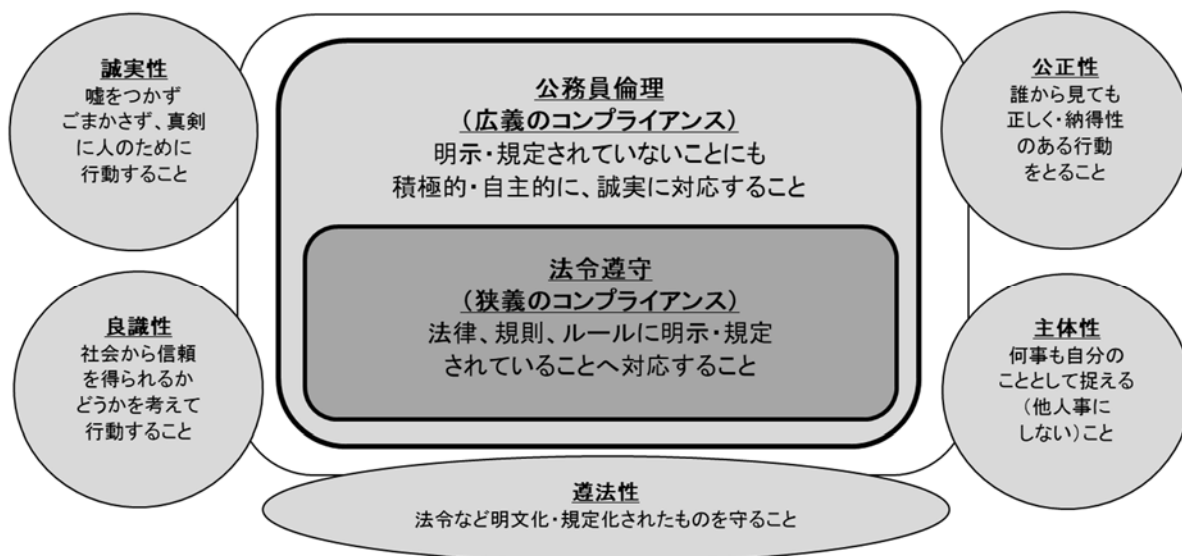 誠実性
嘘をつかず
ごまかさず、真剣
に人のために
行動すること
公務員倫理
（広義のコンプライアンス）
明示・規定されていないことにも
積極的・自主的に、誠実に対応すること
公正性
誰から見ても
正しく・納得性
のある行動
をとること
法令遵守
（狭義のコンプライアンス）
法律、規則、ルールに明示・規定
されていることへ対応すること
良識性
社会から信頼
を得られるか
どうかを考えて
行動すること
主体性
何事も自分の
こととして捉える
（他人事に
しない）こと
遵法性
法令など明文化・規定化されたものを守ること